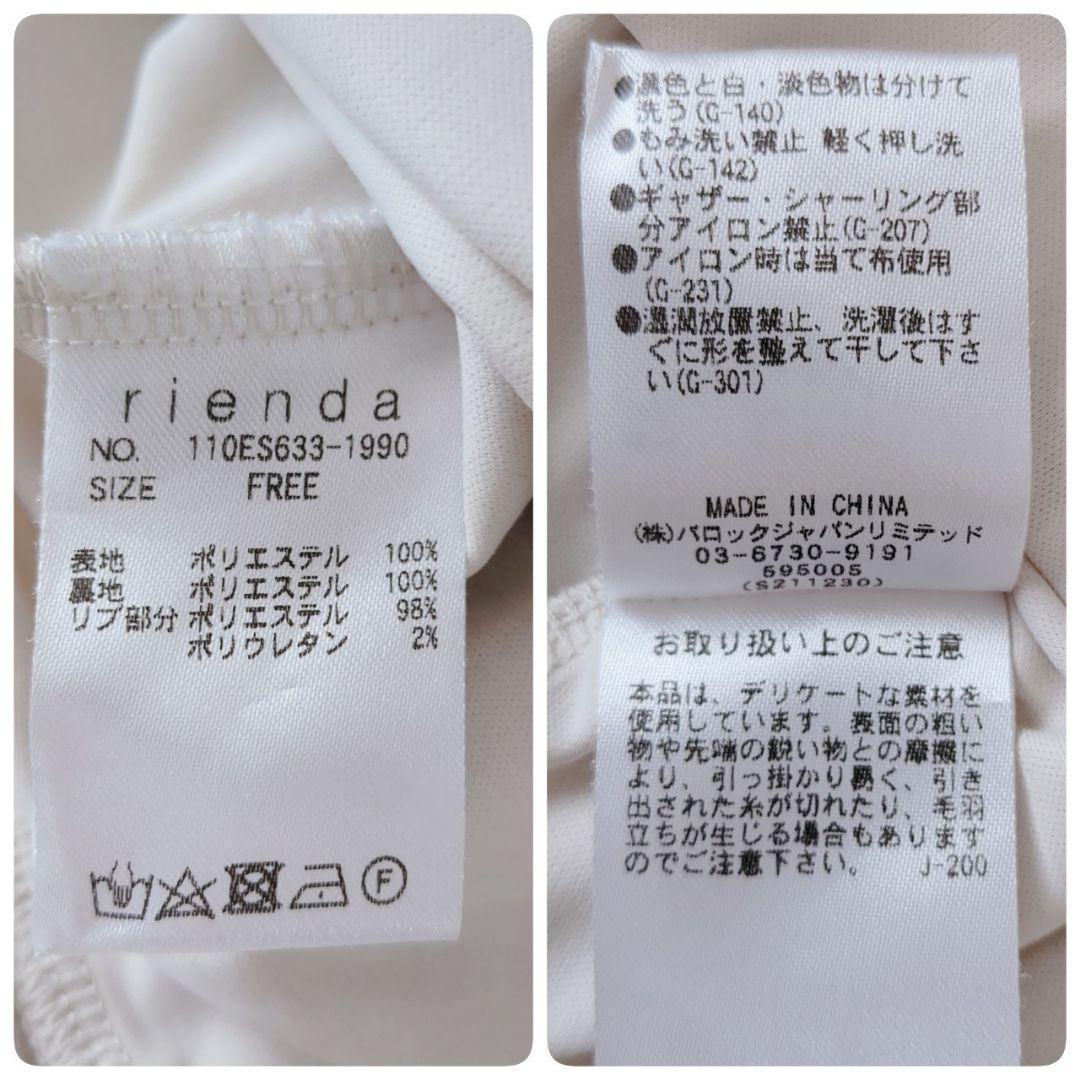 rienda
NO. 110ES633-1990
SIZE FREE
表地 ポリエステル 100%
裏地 ポリエステル 100%
リブ部分 ポリエステル 98%
ポリウレタン 2%
F
●濃色と白・淡色物は分けて
洗う(G-140)
●もみ洗い禁止 軽く押し洗
い(G-142)
●ギャザー・シャーリング部
分アイロン禁止(G-207)
●アイロン時は当て布使用
(G-231)
●湿潤放置禁止、洗濯後はす
ぐに形を整えて干して下さ
い(G-301)
MADE IN CHINA
(株)バロックジャパンリミテッド
03-6730-9191
595005
(S211230)
お取り扱い上のご注意
本品は、デリケートな素材を
使用しています。表面の粗い
物や先端の鋭い物との摩擦に
より、引っ掛かり易く、引き
出された糸が切れたり、毛羽
立ちが生じる場合もあります
のでご注意下さい。 J-200